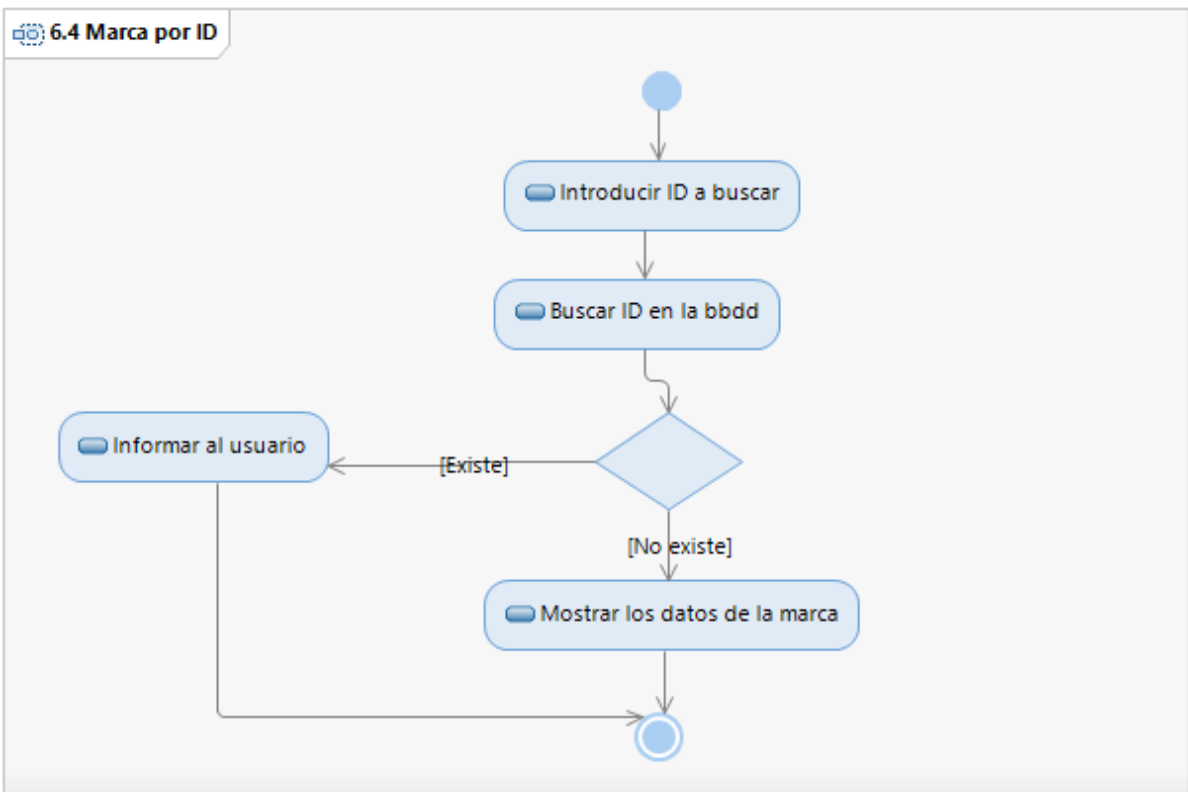 6.4 Marca por ID
Introducir ID a buscar
Buscar ID en la bbdd
Informar al usuario
[Existe]
[No existe]
Mostrar los datos de la marca